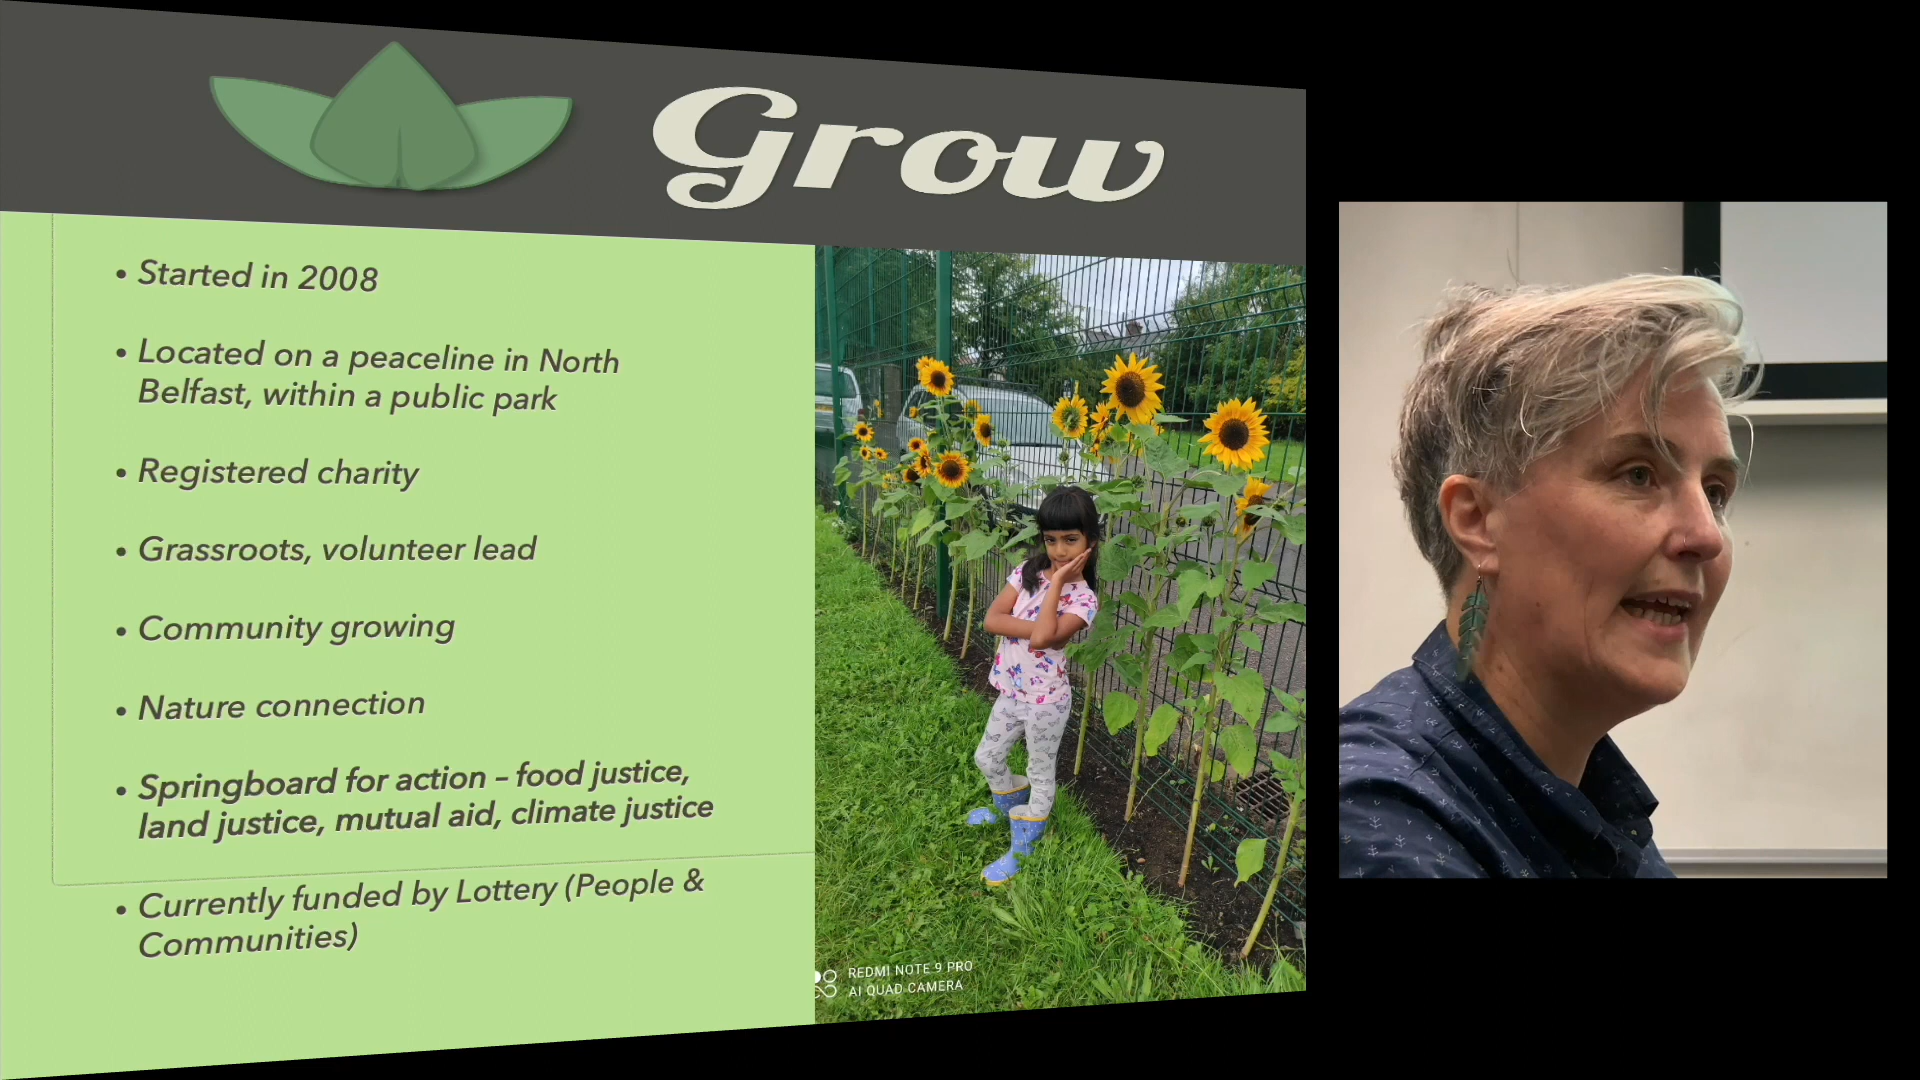 Grow
• Started in 2008
• Located on a peaceline in North
Belfast, within a public park
• Registered charity
• Grassroots, volunteer lead
• Community growing
• Nature connection
• Springboard for action – food justice,
land justice, mutual aid, climate justice
• Currently funded by Lottery (People &
Communities)
REDMI NOTE 9 PRO
AI QUAD CAMERA